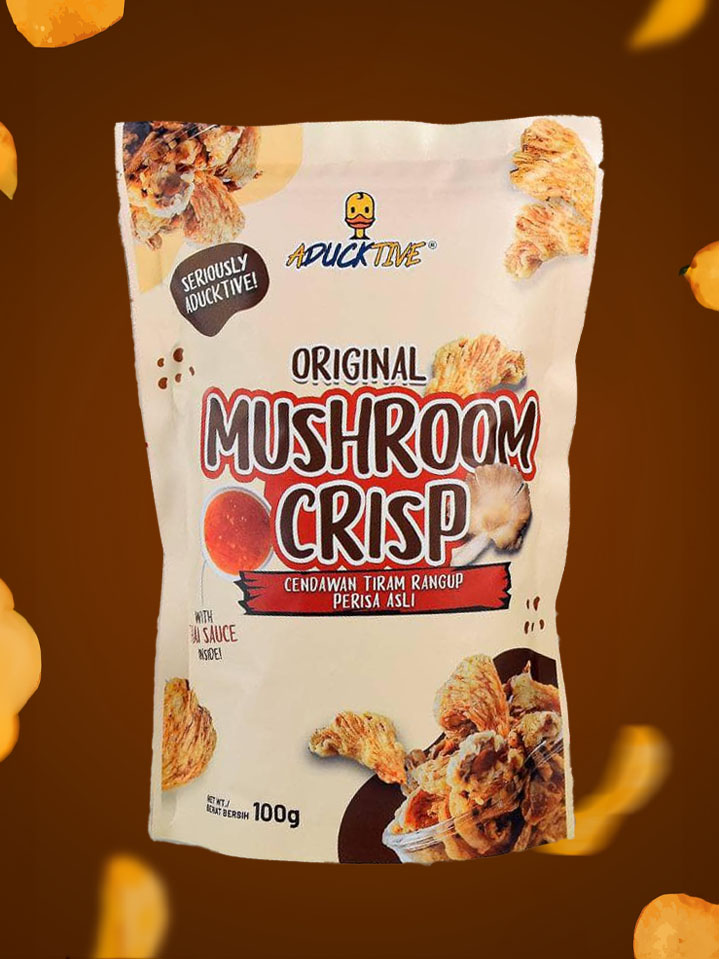 ADUCKTIVE®
SERIOUSLY
ADUCKTIVE!
ORIGINAL
MUSHROOM
CRISP
CENDAWAN TIRAM RANGUP
PERISA ASLI
WITH
THAI SAUCE
INSIDE!
NET WT./
BERAT BERSIH 100g